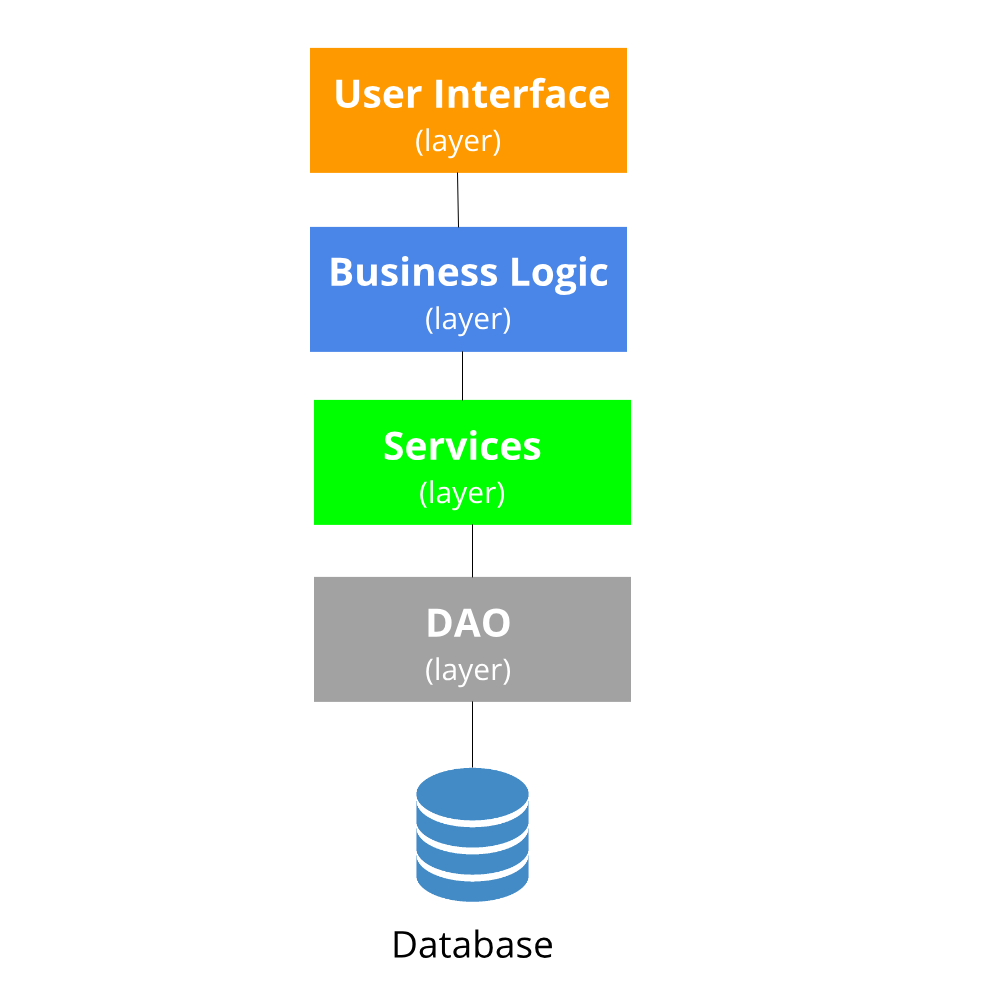 User Interface
(layer)
Business Logic
(layer)
Services
(layer)
DAO
(layer)
Database